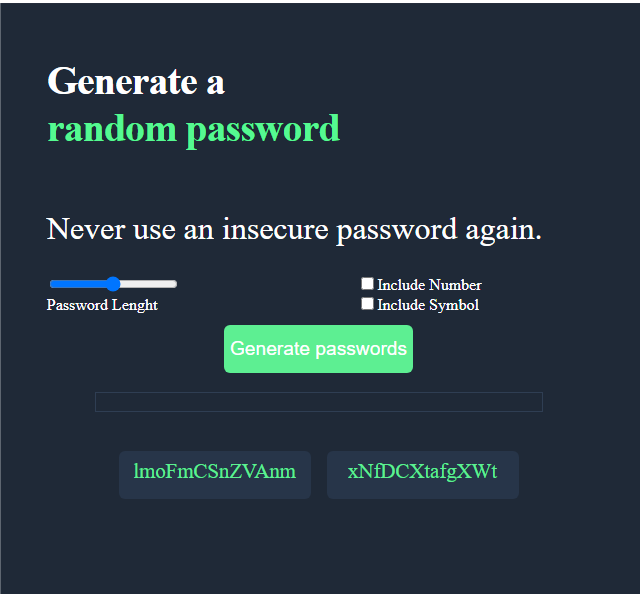 Generate a
random password
Never use an insecure password again.
Password Lenght
Include Number
Include Symbol
Generate passwords
lmoFmCSnZVAnm
xNfDCXtafgXWt